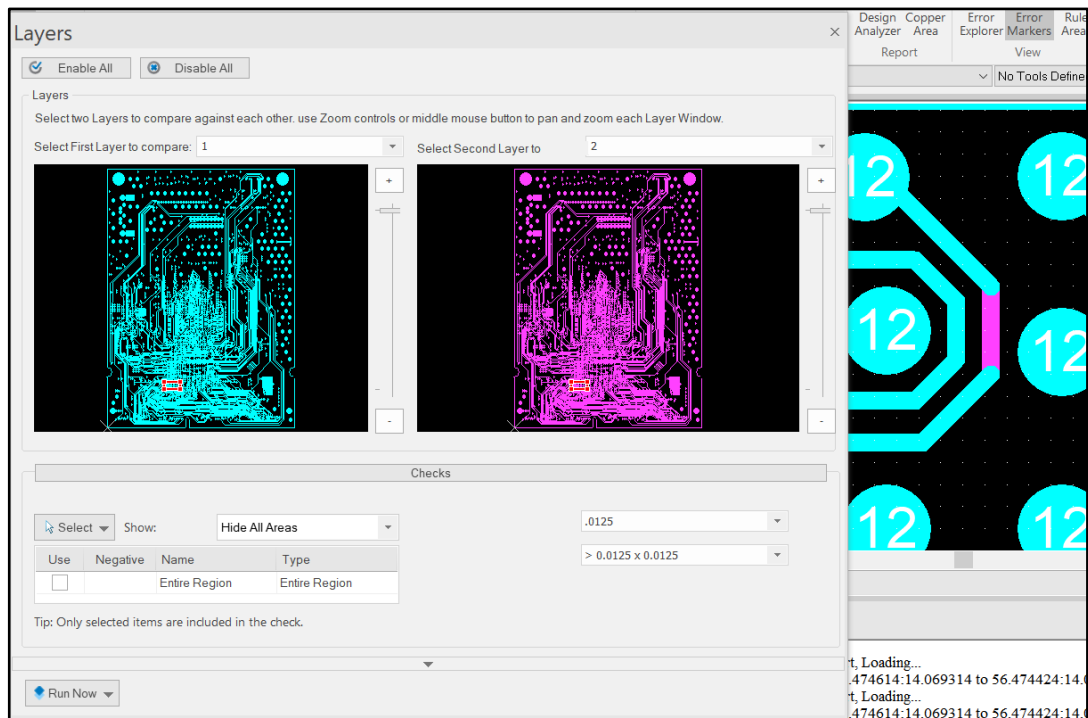 Layers
Enable All
Disable All
Layers
Select two Layers to compare against each other. use Zoom controls or middle mouse button to pan and zoom each Layer Window.
Select First Layer to compare: 1
Select Second Layer to 2
+
+
-
-
Checks
Select Show: Hide All Areas
.0125
> 0.0125 x 0.0125
Use Negative Name Type
Entire Region Entire Region
Tip: Only selected items are included in the check.
Run Now
Design Copper Error Error Rule
Analyzer Area Explorer Markers Area
Report View
No Tools Define
12 12
12 12
12 12
t, Loading...
.474614:14.069314 to 56.474424:14.0
t, Loading...
.474614:14.069314 to 56.474424:14.0